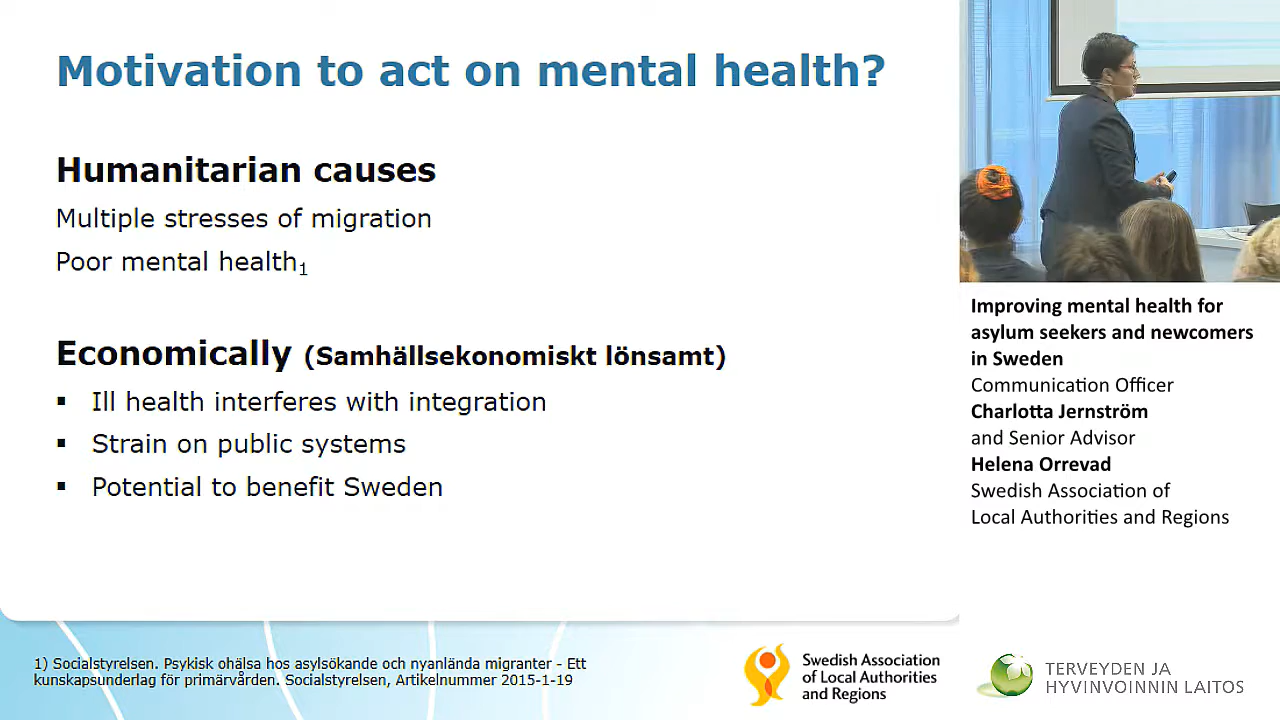 Motivation to act on mental health?
Humanitarian causes
Multiple stresses of migration
Poor mental health1
Economically (Samhällsekonomiskt lönsamt)
▪ Ill health interferes with integration
▪ Strain on public systems
▪ Potential to benefit Sweden
1) Socialstyrelsen. Psykisk ohälsa hos asylsökande och nyanlända migranter - Ett
kunskapsunderlag för primärvården. Socialstyrelsen, Artikelnummer 2015-1-19
Swedish Association
of Local Authorities
and Regions
Improving mental health for
asylum seekers and newcomers
in Sweden
Communication Officer
Charlotta Jernström
and Senior Advisor
Helena Orrevad
Swedish Association of
Local Authorities and Regions
TERVEYDEN JA
HYVINVOINNIN LAITOS